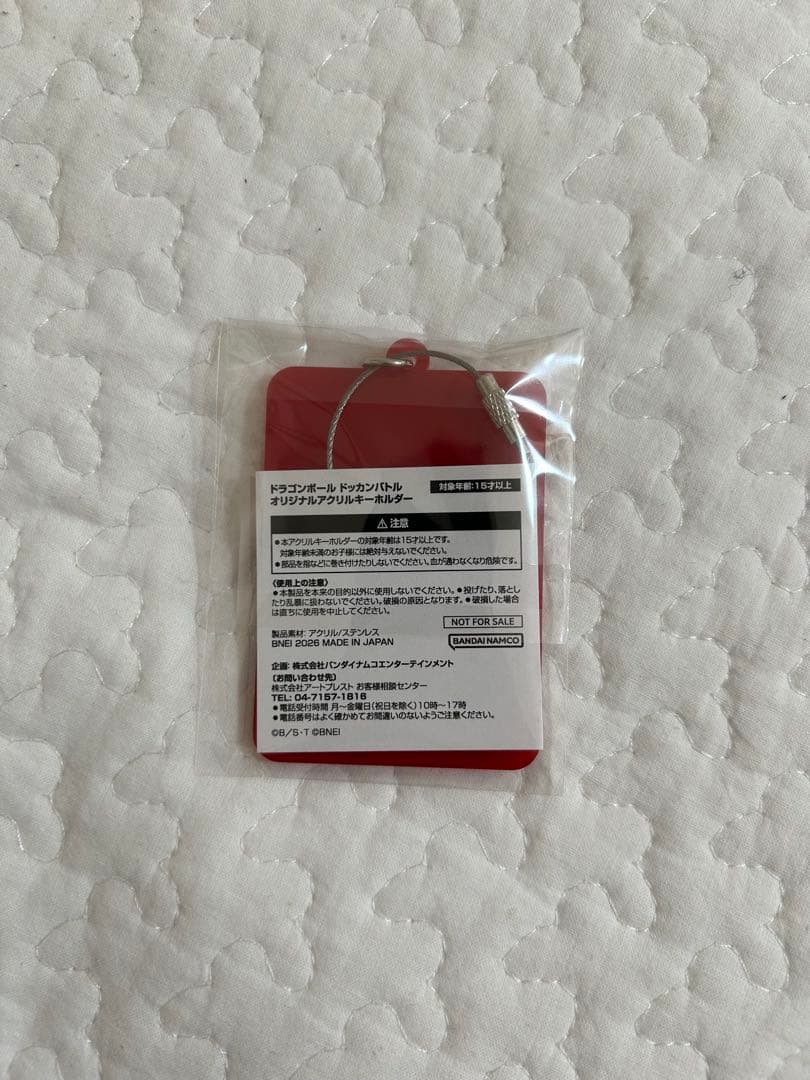 ドラゴンボール ドッカンバトル
オリジナルアクリルキーホルダー
対象年齢:15才以上
⚠注意
●本アクリルキーホルダーの対象年齢は15才以上です。
対象年齢未満のお子様には絶対与えないでください。
●部品を指などに巻き付けたりしないでください。血が通わなくなり危険です。
〈使用上の注意〉
●本製品を本来の目的以外に使用しないでください。●投げたり、落とし
たり乱暴に扱わないでください。破損の原因となります。●破損した場合
は直ちに使用を中止してください。
NOT FOR SALE
製品素材: アクリル/ステンレス
BNEI 2026 MADE IN JAPAN
BANDAI NAMCO
企画: 株式会社バンダイナムコエンターテインメント
〔お問い合わせ先〕
株式会社アートプレスト お客様相談センター
TEL: 04-7157-1816
●電話受付時間 月〜金曜日(祝日を除く)10時〜17時
●電話番号はよく確かめてお間違いのないようご注意ください。
©B/S・T ©BNEI